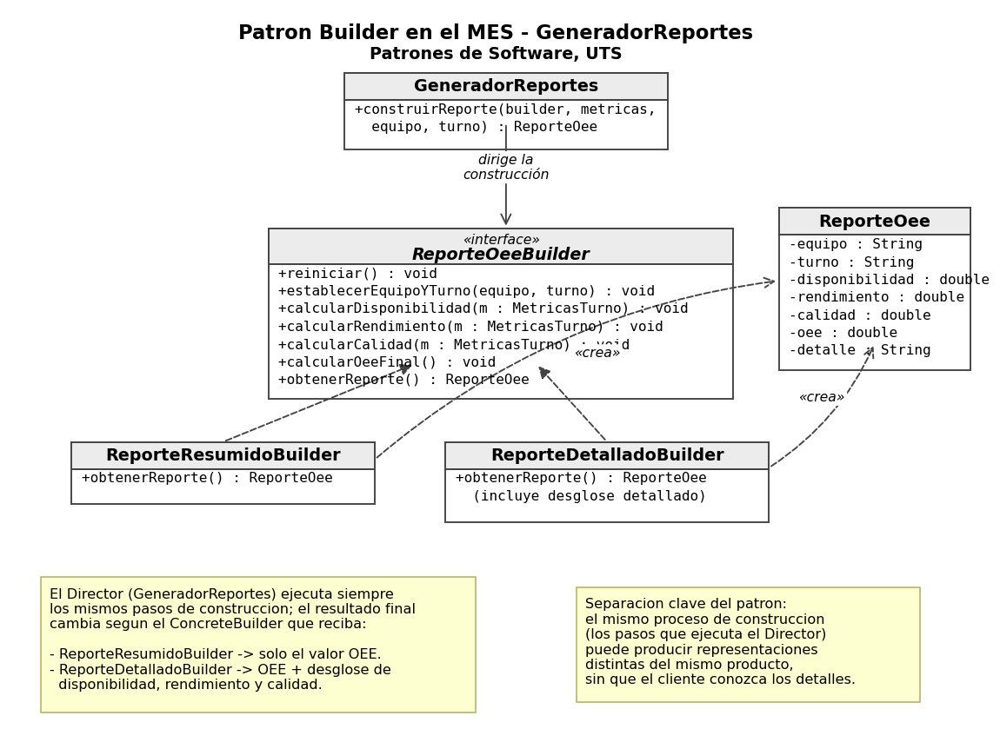 Patron Builder en el MES - GeneradorReportes
Patrones de Software, UTS
GeneradorReportes
+construirReporte(builder, metricas,
equipo, turno) : ReporteOee
dirige la
construcción
«interface»
ReporteOeeBuilder
+reiniciar() : void
+establecerEquipoYTurno(equipo, turno) : void
+calcularDisponibilidad(m : MetricasTurno) : void
+calcularRendimiento(m : MetricasTurno) : void
+calcularCalidad(m : MetricasTurno) : void
+calcularOeeFinal() : void
+obtenerReporte() : ReporteOee
«crea»
ReporteOee
-equipo : String
-turno : String
-disponibilidad : double
-rendimiento : double
-calidad : double
-oee : double
-detalle : String
«crea»
ReporteResumidoBuilder
+obtenerReporte() : ReporteOee
ReporteDetalladoBuilder
+obtenerReporte() : ReporteOee
(incluye desglose detallado)
El Director (GeneradorReportes) ejecuta siempre
los mismos pasos de construccion; el resultado final
cambia segun el ConcreteBuilder que reciba:
- ReporteResumidoBuilder -> solo el valor OEE.
- ReporteDetalladoBuilder -> OEE + desglose de
disponibilidad, rendimiento y calidad.
Separacion clave del patron:
el mismo proceso de construccion
(los pasos que ejecuta el Director)
puede producir representaciones
distintas del mismo producto,
sin que el cliente conozca los detalles.